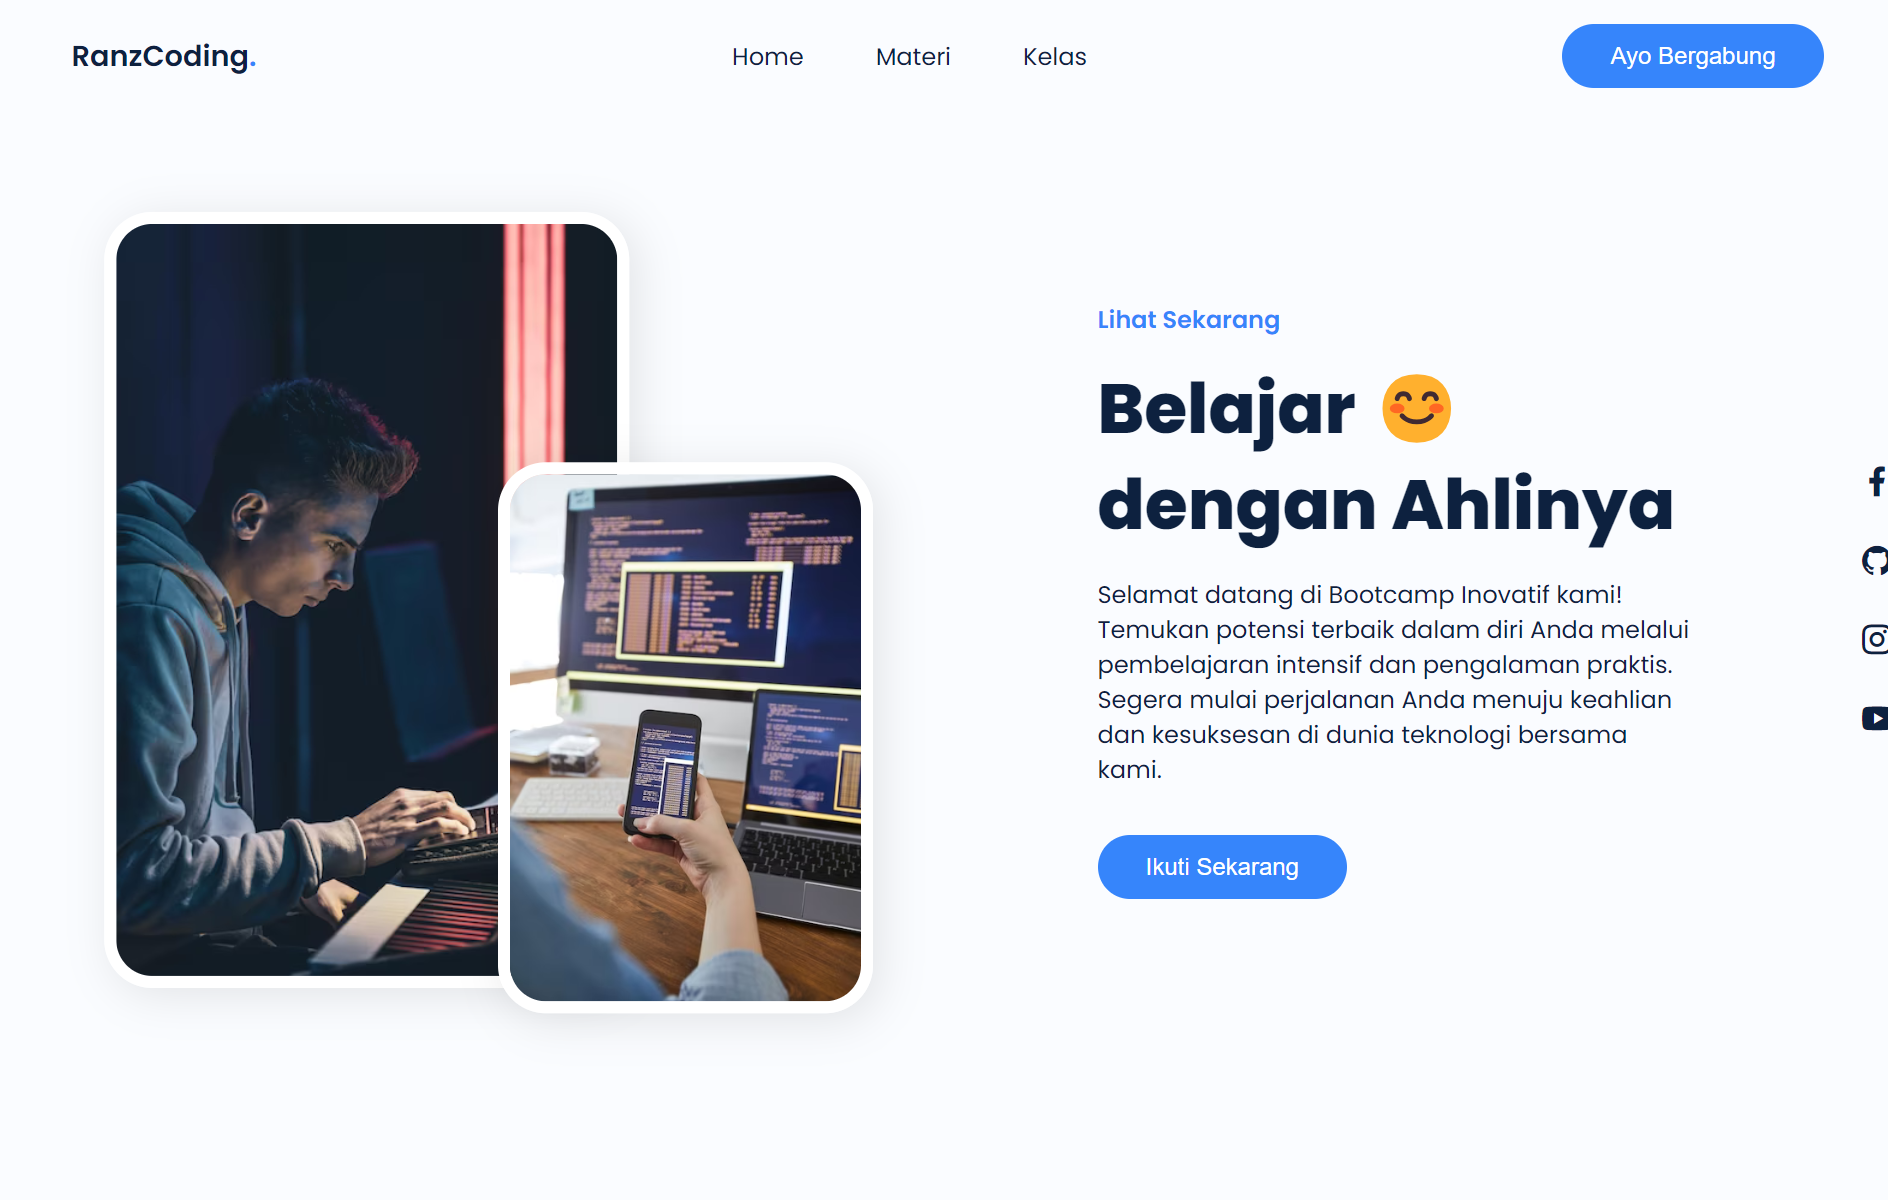 RanzCoding.
Home
Materi
Kelas
Ayo Bergabung
Lihat Sekarang
Belajar 😊
dengan Ahlinya
Selamat datang di Bootcamp Inovatif kami!
Temukan potensi terbaik dalam diri Anda melalui
pembelajaran intensif dan pengalaman praktis.
Segera mulai perjalanan Anda menuju keahlian
dan kesuksesan di dunia teknologi bersama
kami.
Ikuti Sekarang